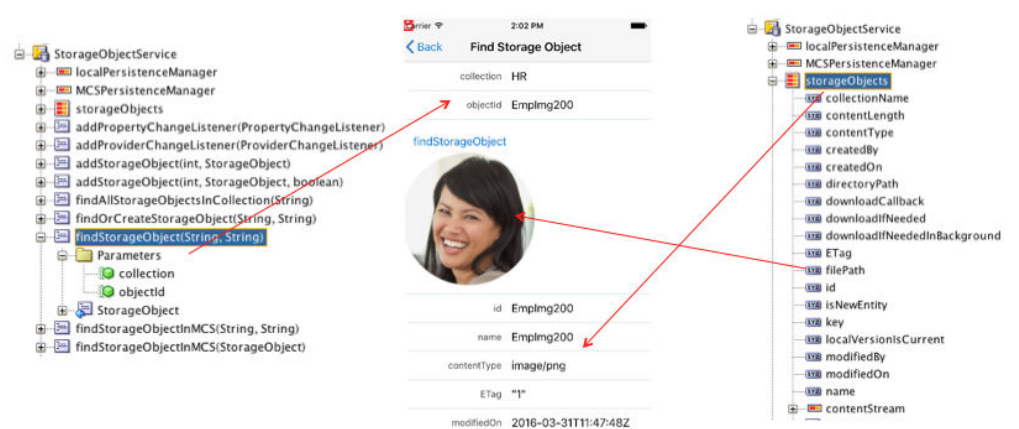 StorageObjectService
localPersistenceManager
MCSPersistenceManager
storageObjects
addPropertyChangeListener(PropertyChangeListener)
addProviderChangeListener(ProviderChangeListener)
addStorageObject(int, StorageObject)
addStorageObject(int, StorageObject, boolean)
findAllStorageObjectsInCollection(String)
findOrCreateStorageObject(String, String)
findStorageObject(String, String)
Parameters
collection
objectId
StorageObject
findStorageObjectInMCS(String, String)
findStorageObjectInMCS(StorageObject)
2:02 PM
Back Find Storage Object
collection HR
objectId EmpImg200
findStorageObject
id EmpImg200
name EmpImg200
contentType image/png
ETag "1"
modifiedOn 2016-03-31T11:47:48Z
StorageObjectService
localPersistenceManager
MCSPersistenceManager
storageObjects
collectionName
contentLength
contentType
createdBy
createdOn
directoryPath
downloadCallback
downloadIfNeeded
downloadIfNeededInBackground
ETag
filePath
id
isNewEntity
key
localVersionIsCurrent
modifiedBy
modifiedOn
name
contentStream